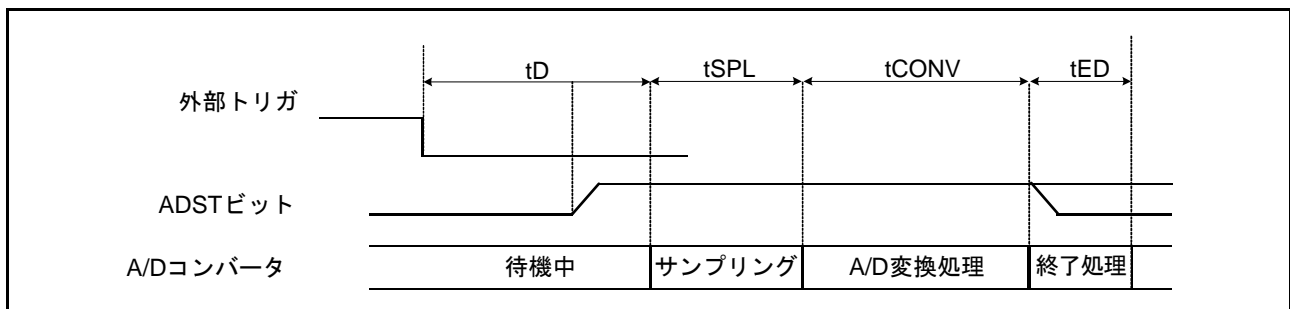 tD tSPL tCONV tED
外部トリガ
ADSTビット
A/Dコンバータ 待機中 サンプリング A/D変換処理 終了処理